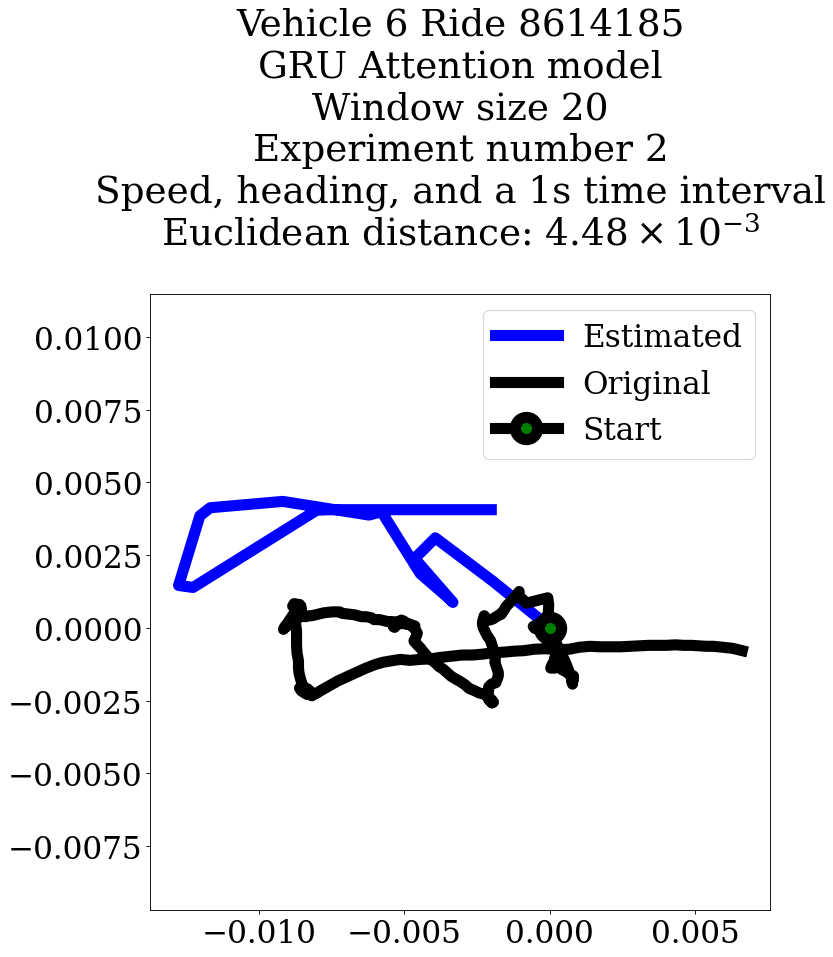 Vehicle 6 Ride 8614185
GRU Attention model
Window size 20
Experiment number 2
Speed, heading, and a 1s time interval
Euclidean distance: 4.48 × 10⁻³
Estimated
Original
Start
0.0100
0.0075
0.0050
0.0025
0.0000
−0.0025
−0.0050
−0.0075
−0.010 −0.005 0.000 0.005